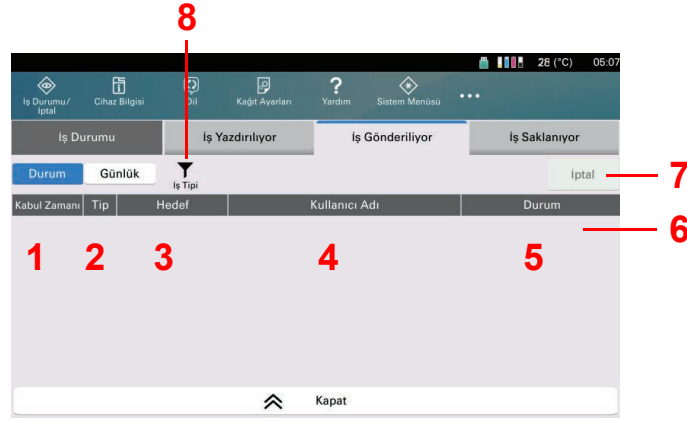 8
28 (°C) 05:07
İş Durumu/
İptal
Cihaz Bilgisi
Dil
Kağıt Ayarları
Yardım
Sistem Menüsü
İş Durumu
İş Yazdırılıyor
İş Gönderiliyor
İş Saklanıyor
Durum
Günlük
İş Tipi
İptal
7
Kabul Zamanı Tip Hedef Kullanıcı Adı Durum
6
1 2 3 4 5
Kapat